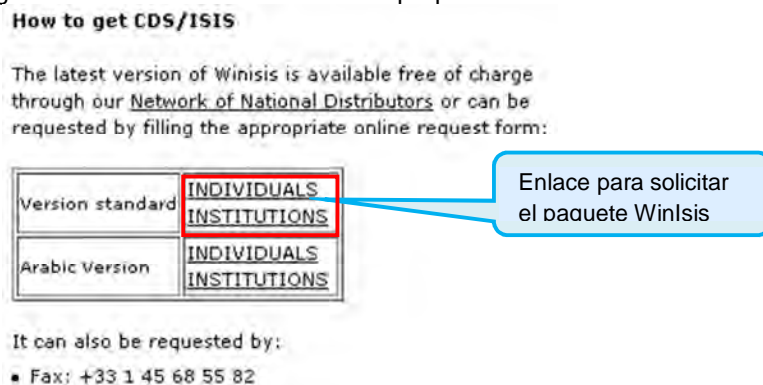 How to get CDS/ISIS
The latest version of Winisis is available free of charge
through our Network of National Distributors or can be
requested by filling the appropriate online request form:
Version standard
INDIVIDUALS
INSTITUTIONS
Enlace para solicitar
el paquete WinIsis
Arabic Version
INDIVIDUALS
INSTITUTIONS
It can also be requested by:
• Fax: +33 1 45 68 55 82